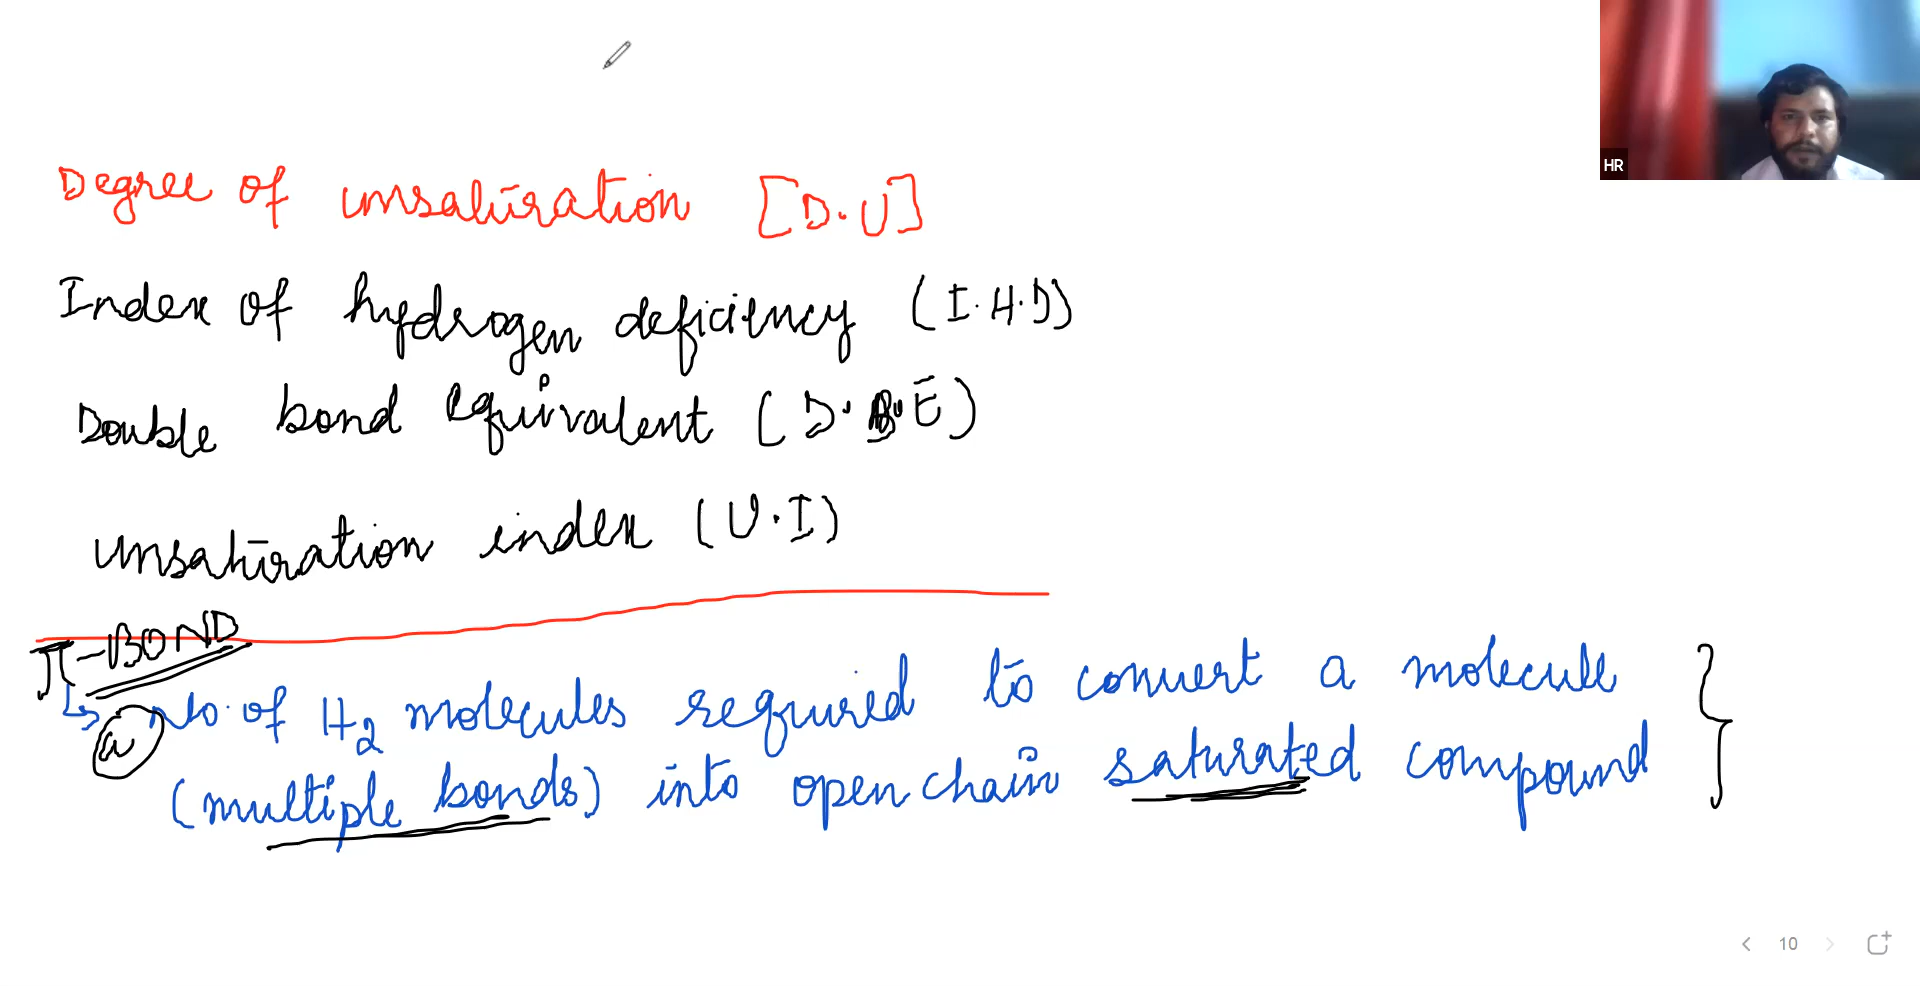 HR
Degree of unsaturation [D.U]
Index of hydrogen deficiency (I.H.D)
Double bond equivalent (D.B.E)
unsaturation index (U.I)
π-BOND
(a) No. of H2 molecules required to convert a molecule
(multiple bonds) into open chain saturated compound
10